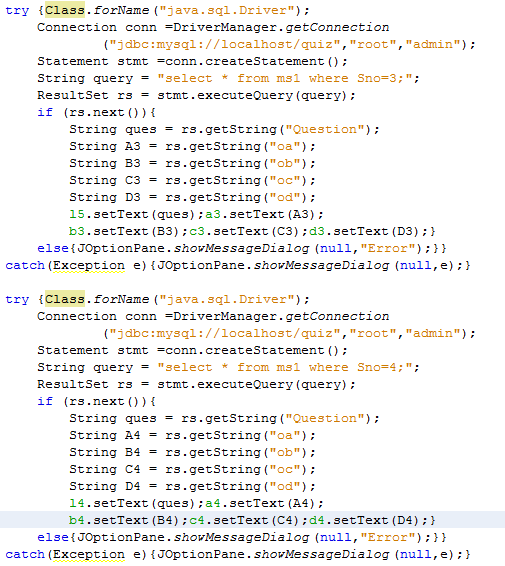 try {Class.forName("java.sql.Driver");
Connection conn =DriverManager.getConnection
("jdbc:mysql://localhost/quiz","root","admin");
Statement stmt =conn.createStatement();
String query = "select * from ms1 where Sno=3;";
ResultSet rs = stmt.executeQuery(query);
if (rs.next()){
String ques = rs.getString("Question");
String A3 = rs.getString("oa");
String B3 = rs.getString("ob");
String C3 = rs.getString("oc");
String D3 = rs.getString("od");
l5.setText(ques);a3.setText(A3);
b3.setText(B3);c3.setText(C3);d3.setText(D3);}
else{JOptionPane.showMessageDialog(null,"Error");}}
catch(Exception e){JOptionPane.showMessageDialog(null,e);}
try {Class.forName("java.sql.Driver");
Connection conn =DriverManager.getConnection
("jdbc:mysql://localhost/quiz","root","admin");
Statement stmt =conn.createStatement();
String query = "select * from ms1 where Sno=4;";
ResultSet rs = stmt.executeQuery(query);
if (rs.next()){
String ques = rs.getString("Question");
String A4 = rs.getString("oa");
String B4 = rs.getString("ob");
String C4 = rs.getString("oc");
String D4 = rs.getString("od");
l4.setText(ques);a4.setText(A4);
b4.setText(B4);c4.setText(C4);d4.setText(D4);}
else{JOptionPane.showMessageDialog(null,"Error");}}
catch(Exception e){JOptionPane.showMessageDialog(null,e);}